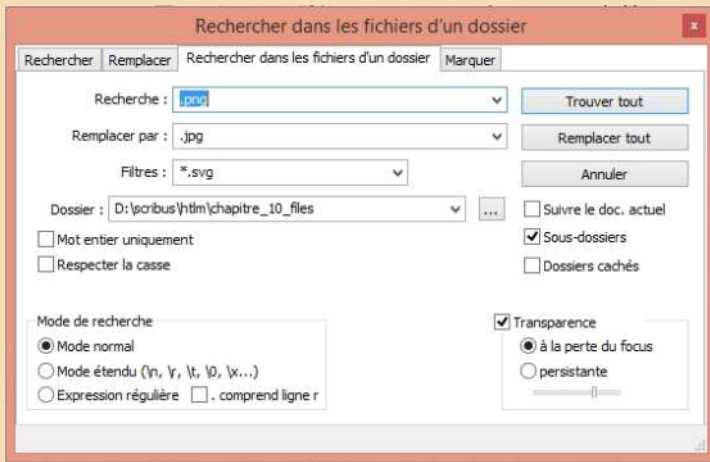 Rechercher dans les fichiers d'un dossier
x
Rechercher Remplacer Rechercher dans les fichiers d'un dossier Marquer
Recherche : .png Trouver tout
Remplacer par : .jpg Remplacer tout
Filtres : *.svg Annuler
Dossier : D:\scribus\htlm\chapitre_10_files ... Suivre le doc. actuel
Mot entier uniquement Sous-dossiers
Respecter la casse Dossiers cachés
Mode de recherche Transparence
Mode normal à la perte du focus
Mode étendu (\n, \r, \t, \0, \x...) persistante
Expression régulière . comprend ligne r